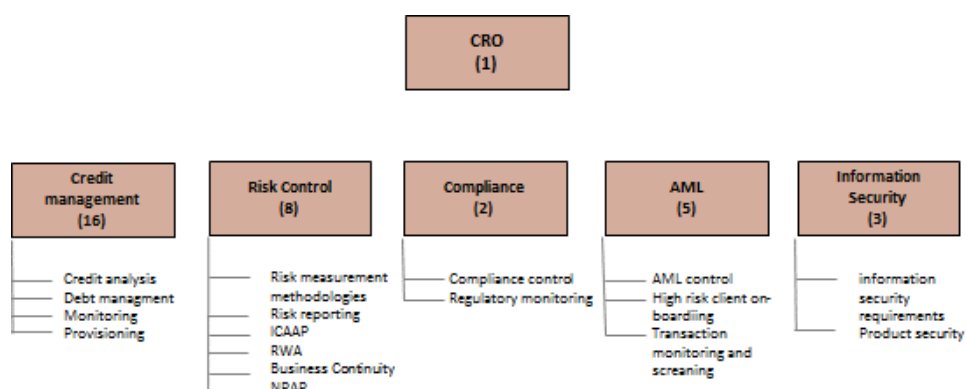 CRO
(1)
Credit
management
(16)
Risk Control
(8)
Compliance
(2)
AML
(5)
Information
Security
(3)
Credit analysis
Debt managment
Monitoring
Provisioning
Risk measurement
methodologies
Risk reporting
ICAAP
RWA
Business Continuity
NPAP
Compliance control
Regulatory monitoring
AML control
High risk client on-
boardiing
Transaction
monitoring and
screaning
information
security
requirements
Product security